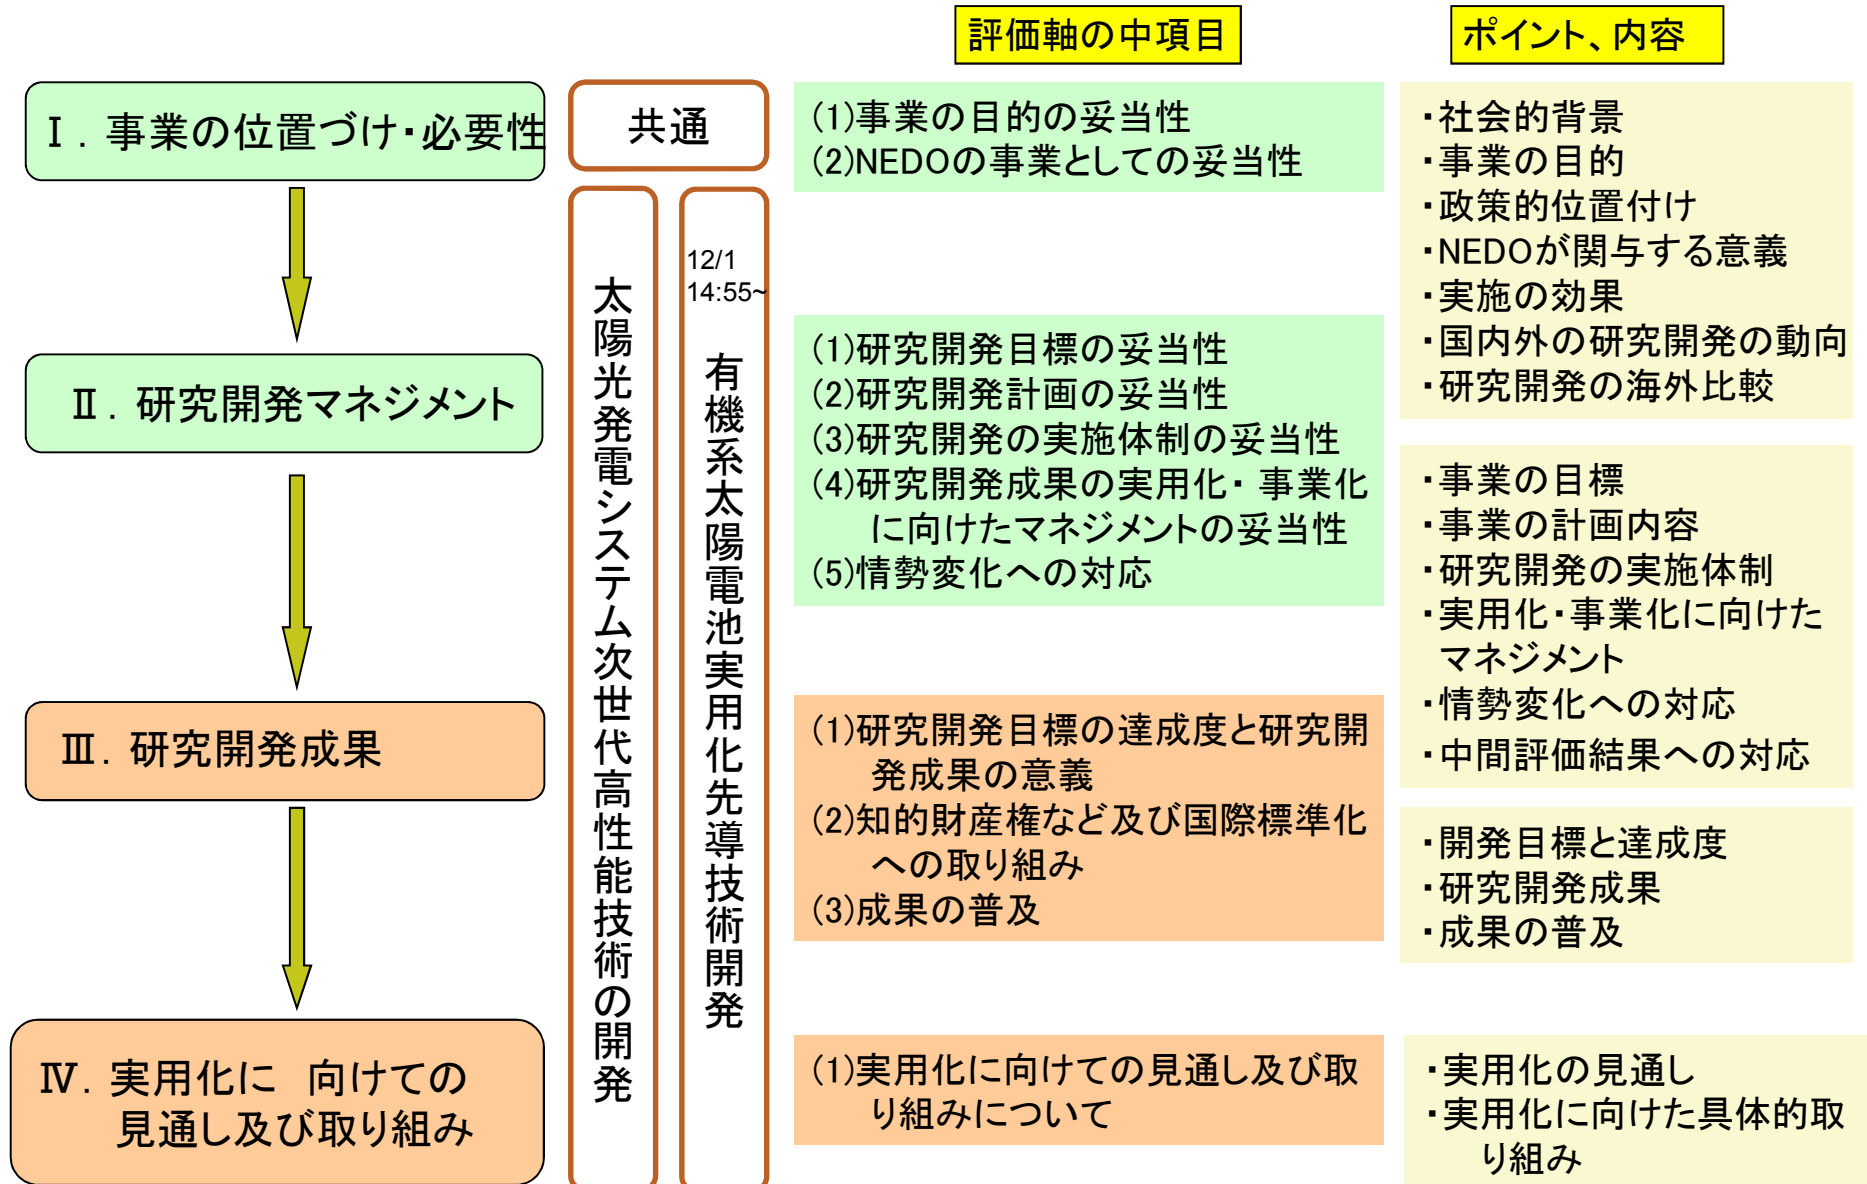 評価軸の中項目
ポイント、内容
Ⅰ．事業の位置づけ・必要性
共通
(1)事業の目的の妥当性
(2)NEDOの事業としての妥当性
・社会的背景
・事業の目的
・政策的位置付け
・NEDOが関与する意義
・実施の効果
・国内外の研究開発の動向
・研究開発の海外比較
太陽光発電システム次世代高性能技術の開発
12/1
14:55~
有機系太陽電池実用化先導技術開発
Ⅱ．研究開発マネジメント
(1)研究開発目標の妥当性
(2)研究開発計画の妥当性
(3)研究開発の実施体制の妥当性
(4)研究開発成果の実用化・ 事業化
に向けたマネジメントの妥当性
(5)情勢変化への対応
・事業の目標
・事業の計画内容
・研究開発の実施体制
・実用化・事業化に向けた
マネジメント
・情勢変化への対応
・中間評価結果への対応
Ⅲ．研究開発成果
(1)研究開発目標の達成度と研究開
発成果の意義
(2)知的財産権など及び国際標準化
への取り組み
(3)成果の普及
・開発目標と達成度
・研究開発成果
・成果の普及
Ⅳ．実用化に 向けての
見通し及び取り組み
(1)実用化に向けての見通し及び取
り組みについて
・実用化の見通し
・実用化に向けた具体的取
り組み